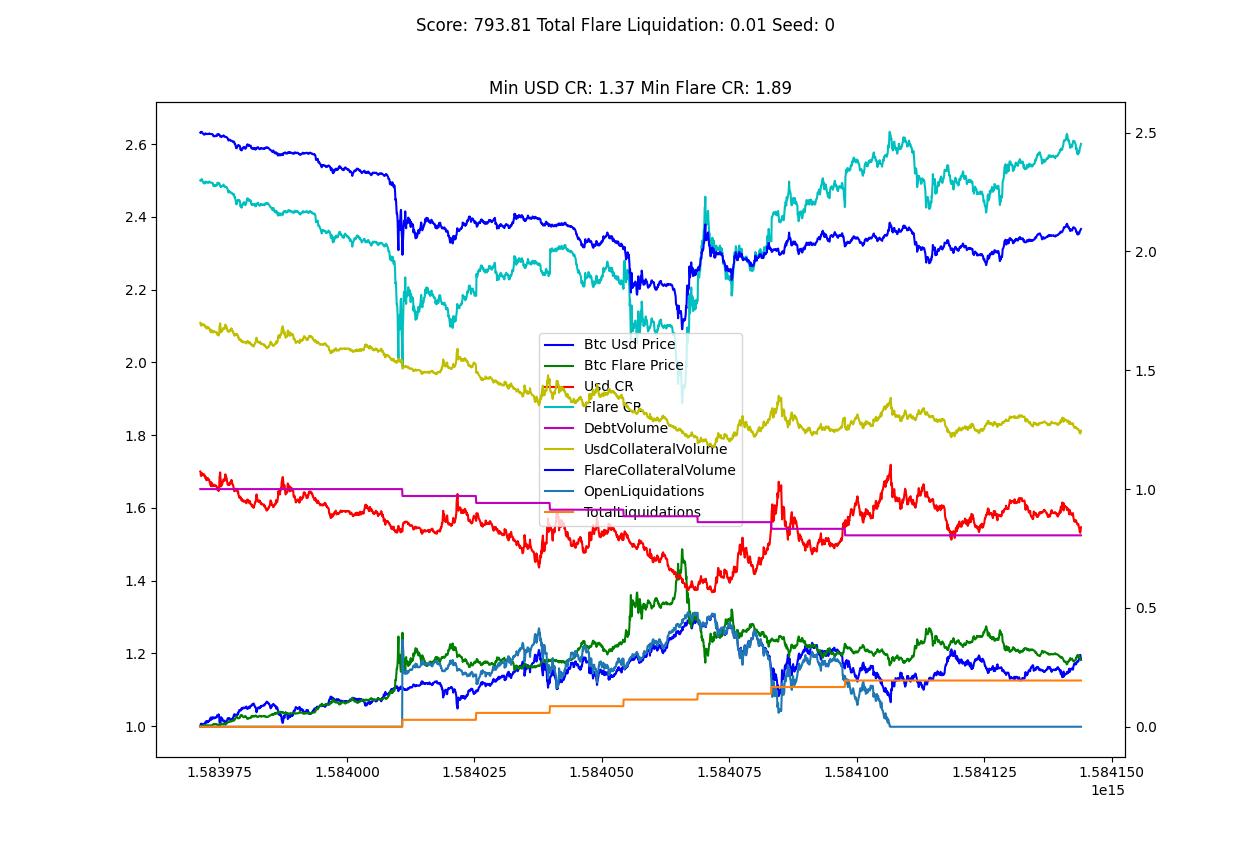 Score: 793.81 Total Flare Liquidation: 0.01 Seed: 0
Min USD CR: 1.37 Min Flare CR: 1.89
2.6
2.4
2.2
2.0
1.8
1.6
1.4
1.2
1.0
2.5
2.0
1.5
1.0
0.5
0.0
Btc Usd Price
Btc Flare Price
Usd CR
Flare CR
DebtVolume
UsdCollateralVolume
FlareCollateralVolume
OpenLiquidations
TotalLiquidations
1.583975 1.584000 1.584025 1.584050 1.584075 1.584100 1.584125 1.584150
1e15